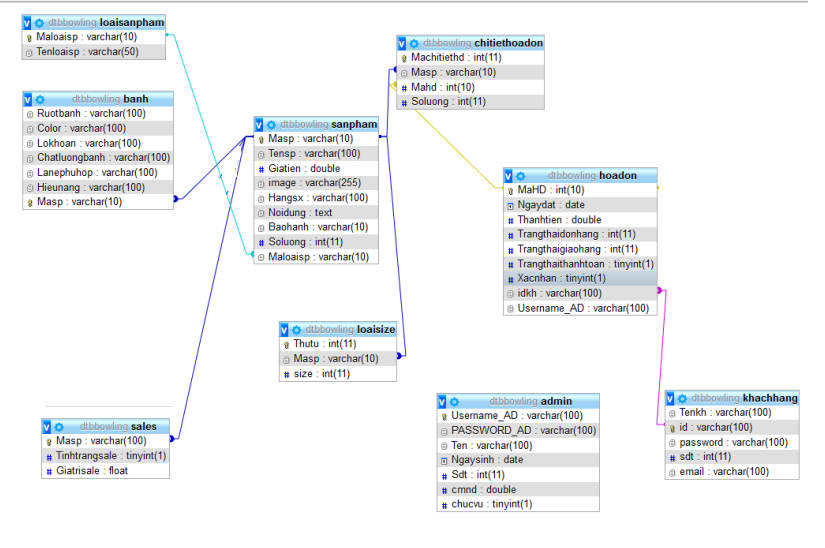 dtbbowling loaisanpham
Maloaisp : varchar(10)
Tenloaisp : varchar(50)
dtbbowling banh
Ruotbanh : varchar(100)
Color : varchar(100)
Lokhoan : varchar(100)
Chatluongbanh : varchar(100)
Lanephuhop : varchar(100)
Hieunang : varchar(100)
Masp : varchar(10)
dtbbowling sanpham
Masp : varchar(10)
Tensp : varchar(100)
Giatien : double
image : varchar(255)
Hangsx : varchar(100)
Noidung : text
Baohanh : varchar(10)
Soluong : int(11)
Maloaisp : varchar(10)
dtbbowling chitiethoadon
Machitiethd : int(11)
Masp : varchar(10)
Mahd : int(10)
Soluong : int(11)
dtbbowling hoadon
MaHD : int(10)
Ngaydat : date
Thanhtien : double
Trangthaidonhang : int(11)
Trangthaigiaohang : int(11)
Trangthaithanhtoan : tinyint(1)
Xacnhan : tinyint(1)
idkh : varchar(100)
Username_AD : varchar(100)
dtbbowling loaisize
Thutu : int(11)
Masp : varchar(10)
size : int(11)
dtbbowling sales
Masp : varchar(100)
Tinhtrangsale : tinyint(1)
Giatrisale : float
dtbbowling admin
Username_AD : varchar(100)
PASSWORD_AD : varchar(100)
Ten : varchar(100)
Ngaysinh : date
Sdt : int(11)
cmnd : double
chucvu : tinyint(1)
dtbbowling khachhang
Tenkh : varchar(100)
id : varchar(100)
password : varchar(100)
sdt : int(11)
email : varchar(100)